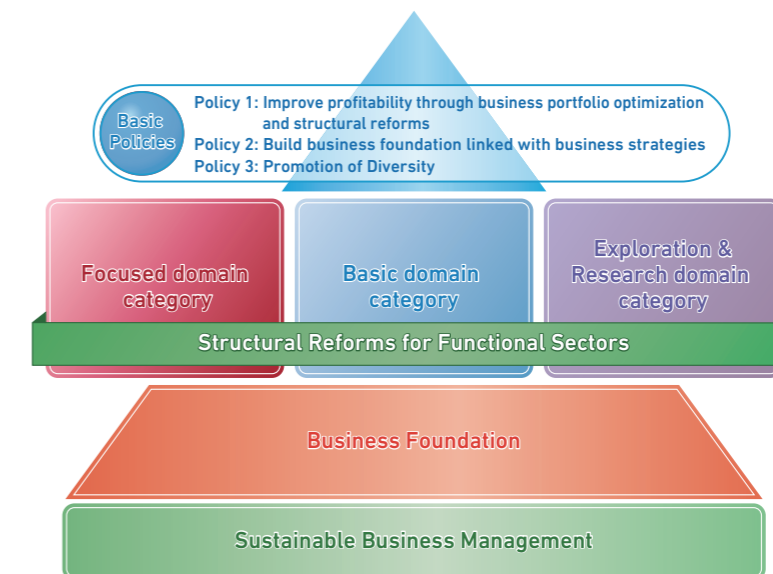 Basic
Policies
Policy 1: Improve profitability through business portfolio optimization
and structural reforms
Policy 2: Build business foundation linked with business strategies
Policy 3: Promotion of Diversity
Focused domain
category
Basic domain
category
Exploration &
Research domain
category
Structural Reforms for Functional Sectors
Business Foundation
Sustainable Business Management